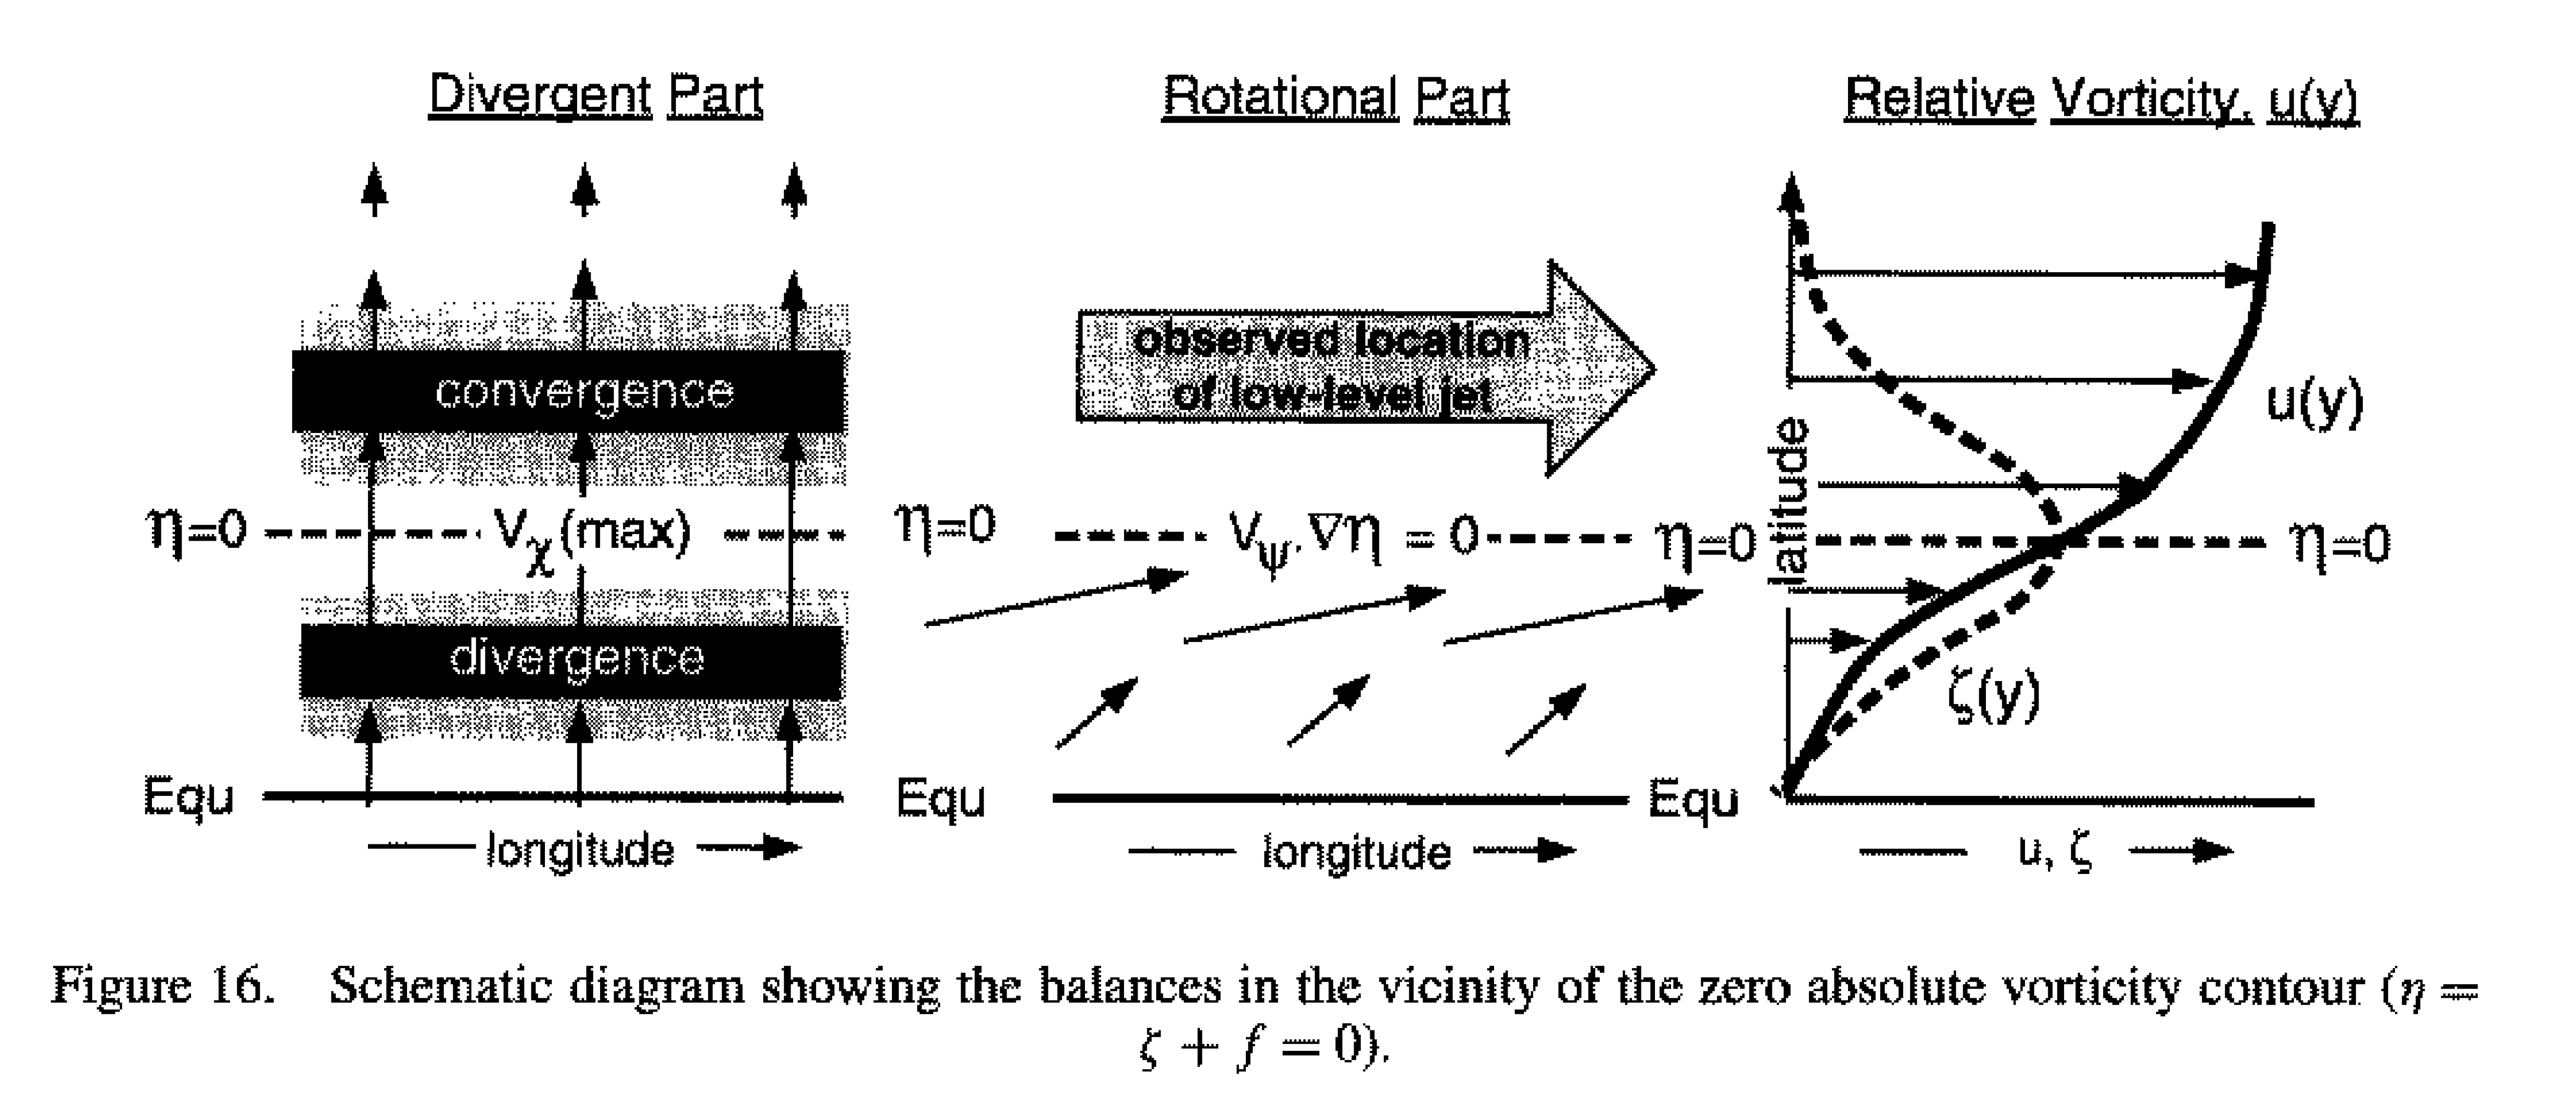 Divergent Part
convergence
η=0
Vχ(max)
divergence
Equ
longitude
Rotational Part
observed location
of low-level jet
η=0
Vψ.∇η = 0
Equ
longitude
Relative Vorticity, u(y)
latitude
u(y)
η=0
η=0
ζ(y)
Equ
u, ζ
Figure 16. Schematic diagram showing the balances in the vicinity of the zero absolute vorticity contour (η =
ζ + f = 0).